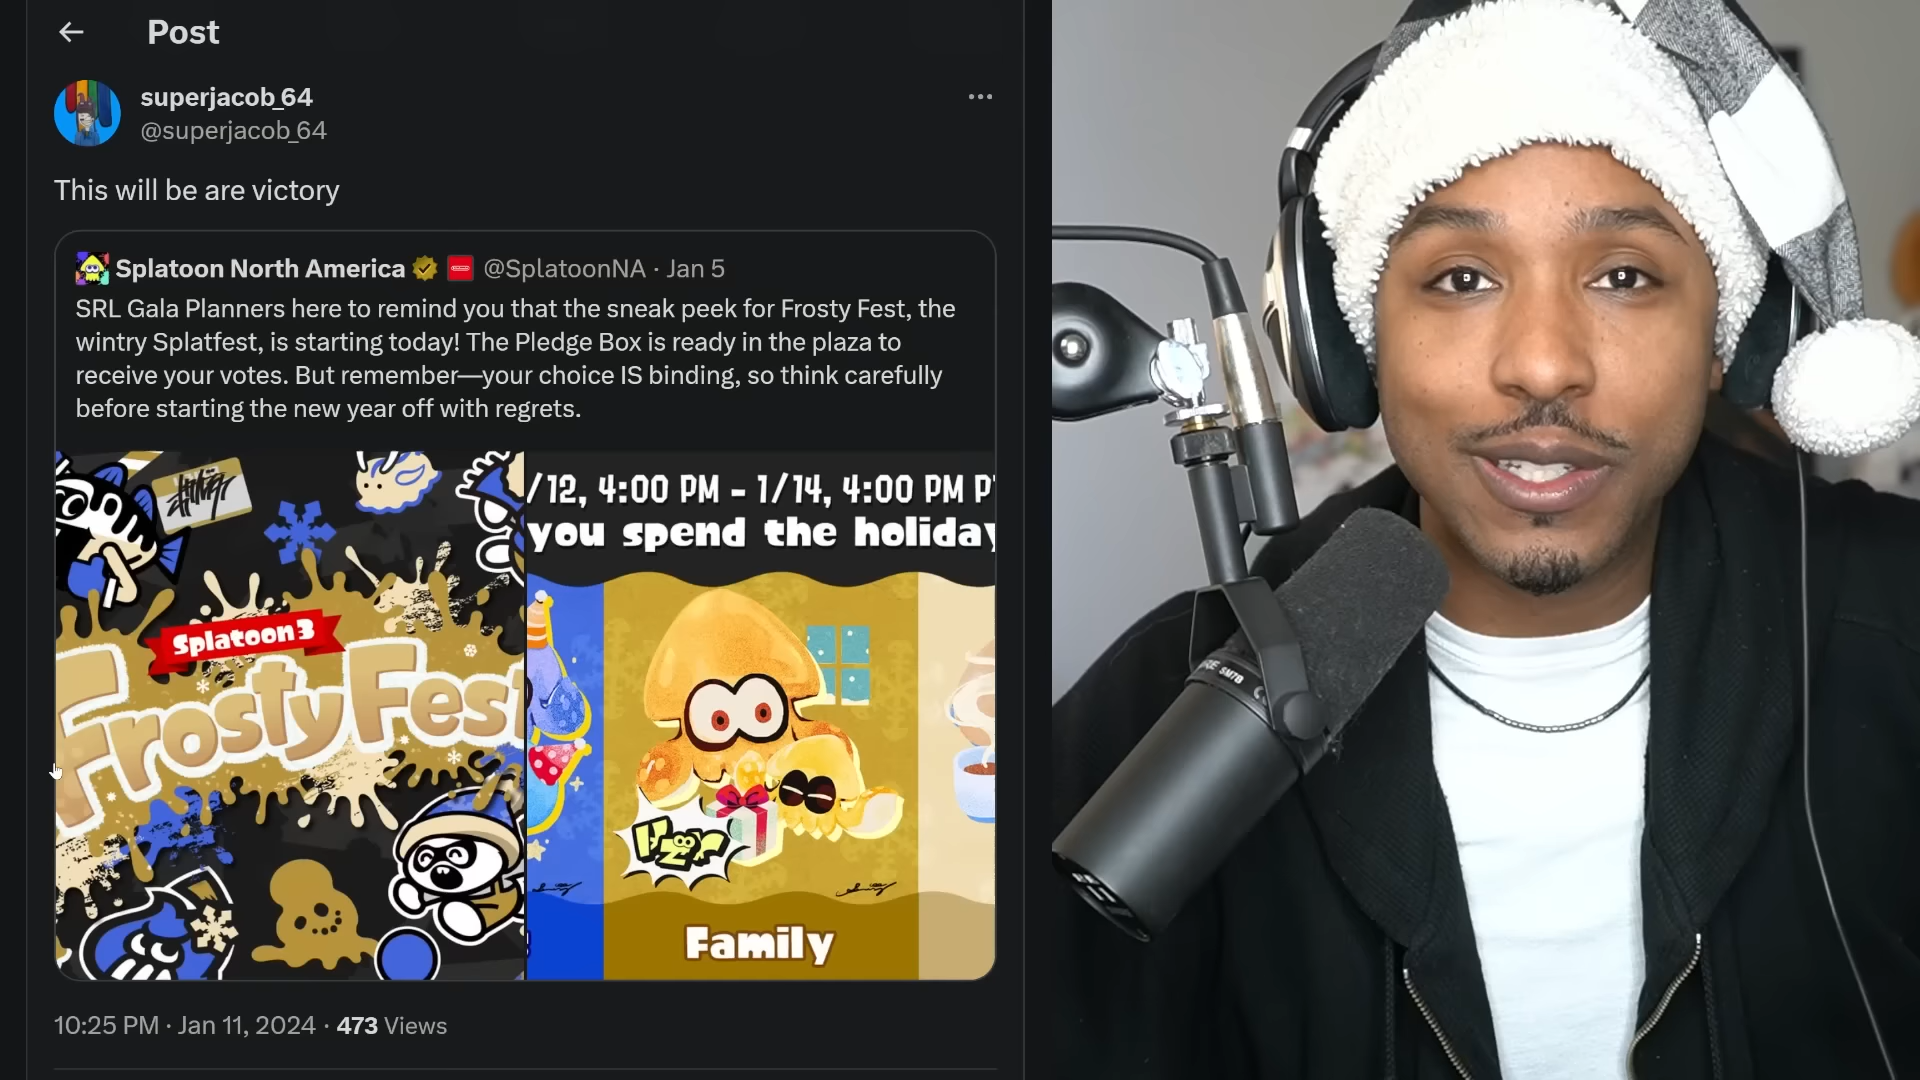 Post
superjacob_64
@superjacob_64
This will be are victory
Splatoon North America @SplatoonNA · Jan 5
SRL Gala Planners here to remind you that the sneak peek for Frosty Fest, the
wintry Splatfest, is starting today! The Pledge Box is ready in the plaza to
receive your votes. But remember—your choice IS binding, so think carefully
before starting the new year off with regrets.
/12, 4:00 PM – 1/14, 4:00 PM P
you spend the holiday
Splatoon3
FrostyFest
Family
10:25 PM · Jan 11, 2024 · 473 Views
SM7B